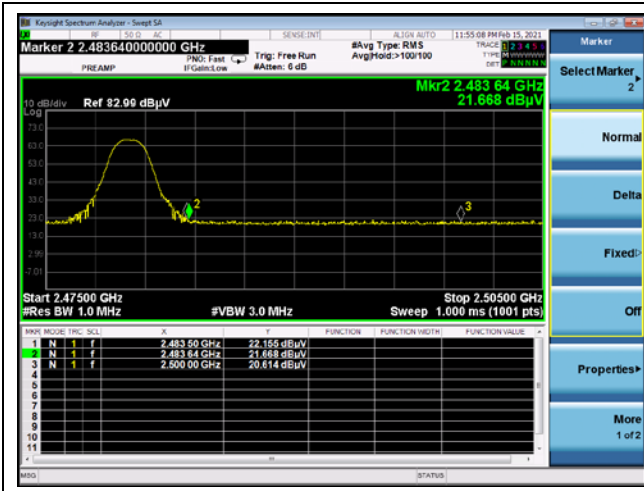 Keysight Spectrum Analyzer - Swept SA
RF 50 Ω AC SENSE:INT ALIGN AUTO 11:55:08 PM Feb 15, 2021
Marker 2 2.483640000000 GHz
PREAMP
PNO: Fast
IFGain:Low
Trig: Free Run
#Atten: 6 dB
#Avg Type: RMS
Avg|Hold:>100/100
TRACE 1 2 3 4 5 6
TYPE M WWWWW
DET P N N N N N
Mkr2 2.483 64 GHz
21.668 dBµV
10 dB/div Ref 82.99 dBµV
Log
73.0
63.0
53.0
43.0
33.0
23.0
13.0
2.99
-7.01
2
3
Start 2.47500 GHz Stop 2.50500 GHz
#Res BW 1.0 MHz #VBW 3.0 MHz Sweep 1.000 ms (1001 pts)
MKR MODE TRC SCL X Y FUNCTION FUNCTION WIDTH FUNCTION VALUE
1 N 1 f 2.483 50 GHz 22.155 dBµV
2 N 1 f 2.483 64 GHz 21.668 dBµV
3 N 1 f 2.500 00 GHz 20.614 dBµV
4
5
6
7
8
9
10
11
MSG STATUS
Marker
Select Marker
2
Normal
Delta
Fixed
Off
Properties
More
1 of 2